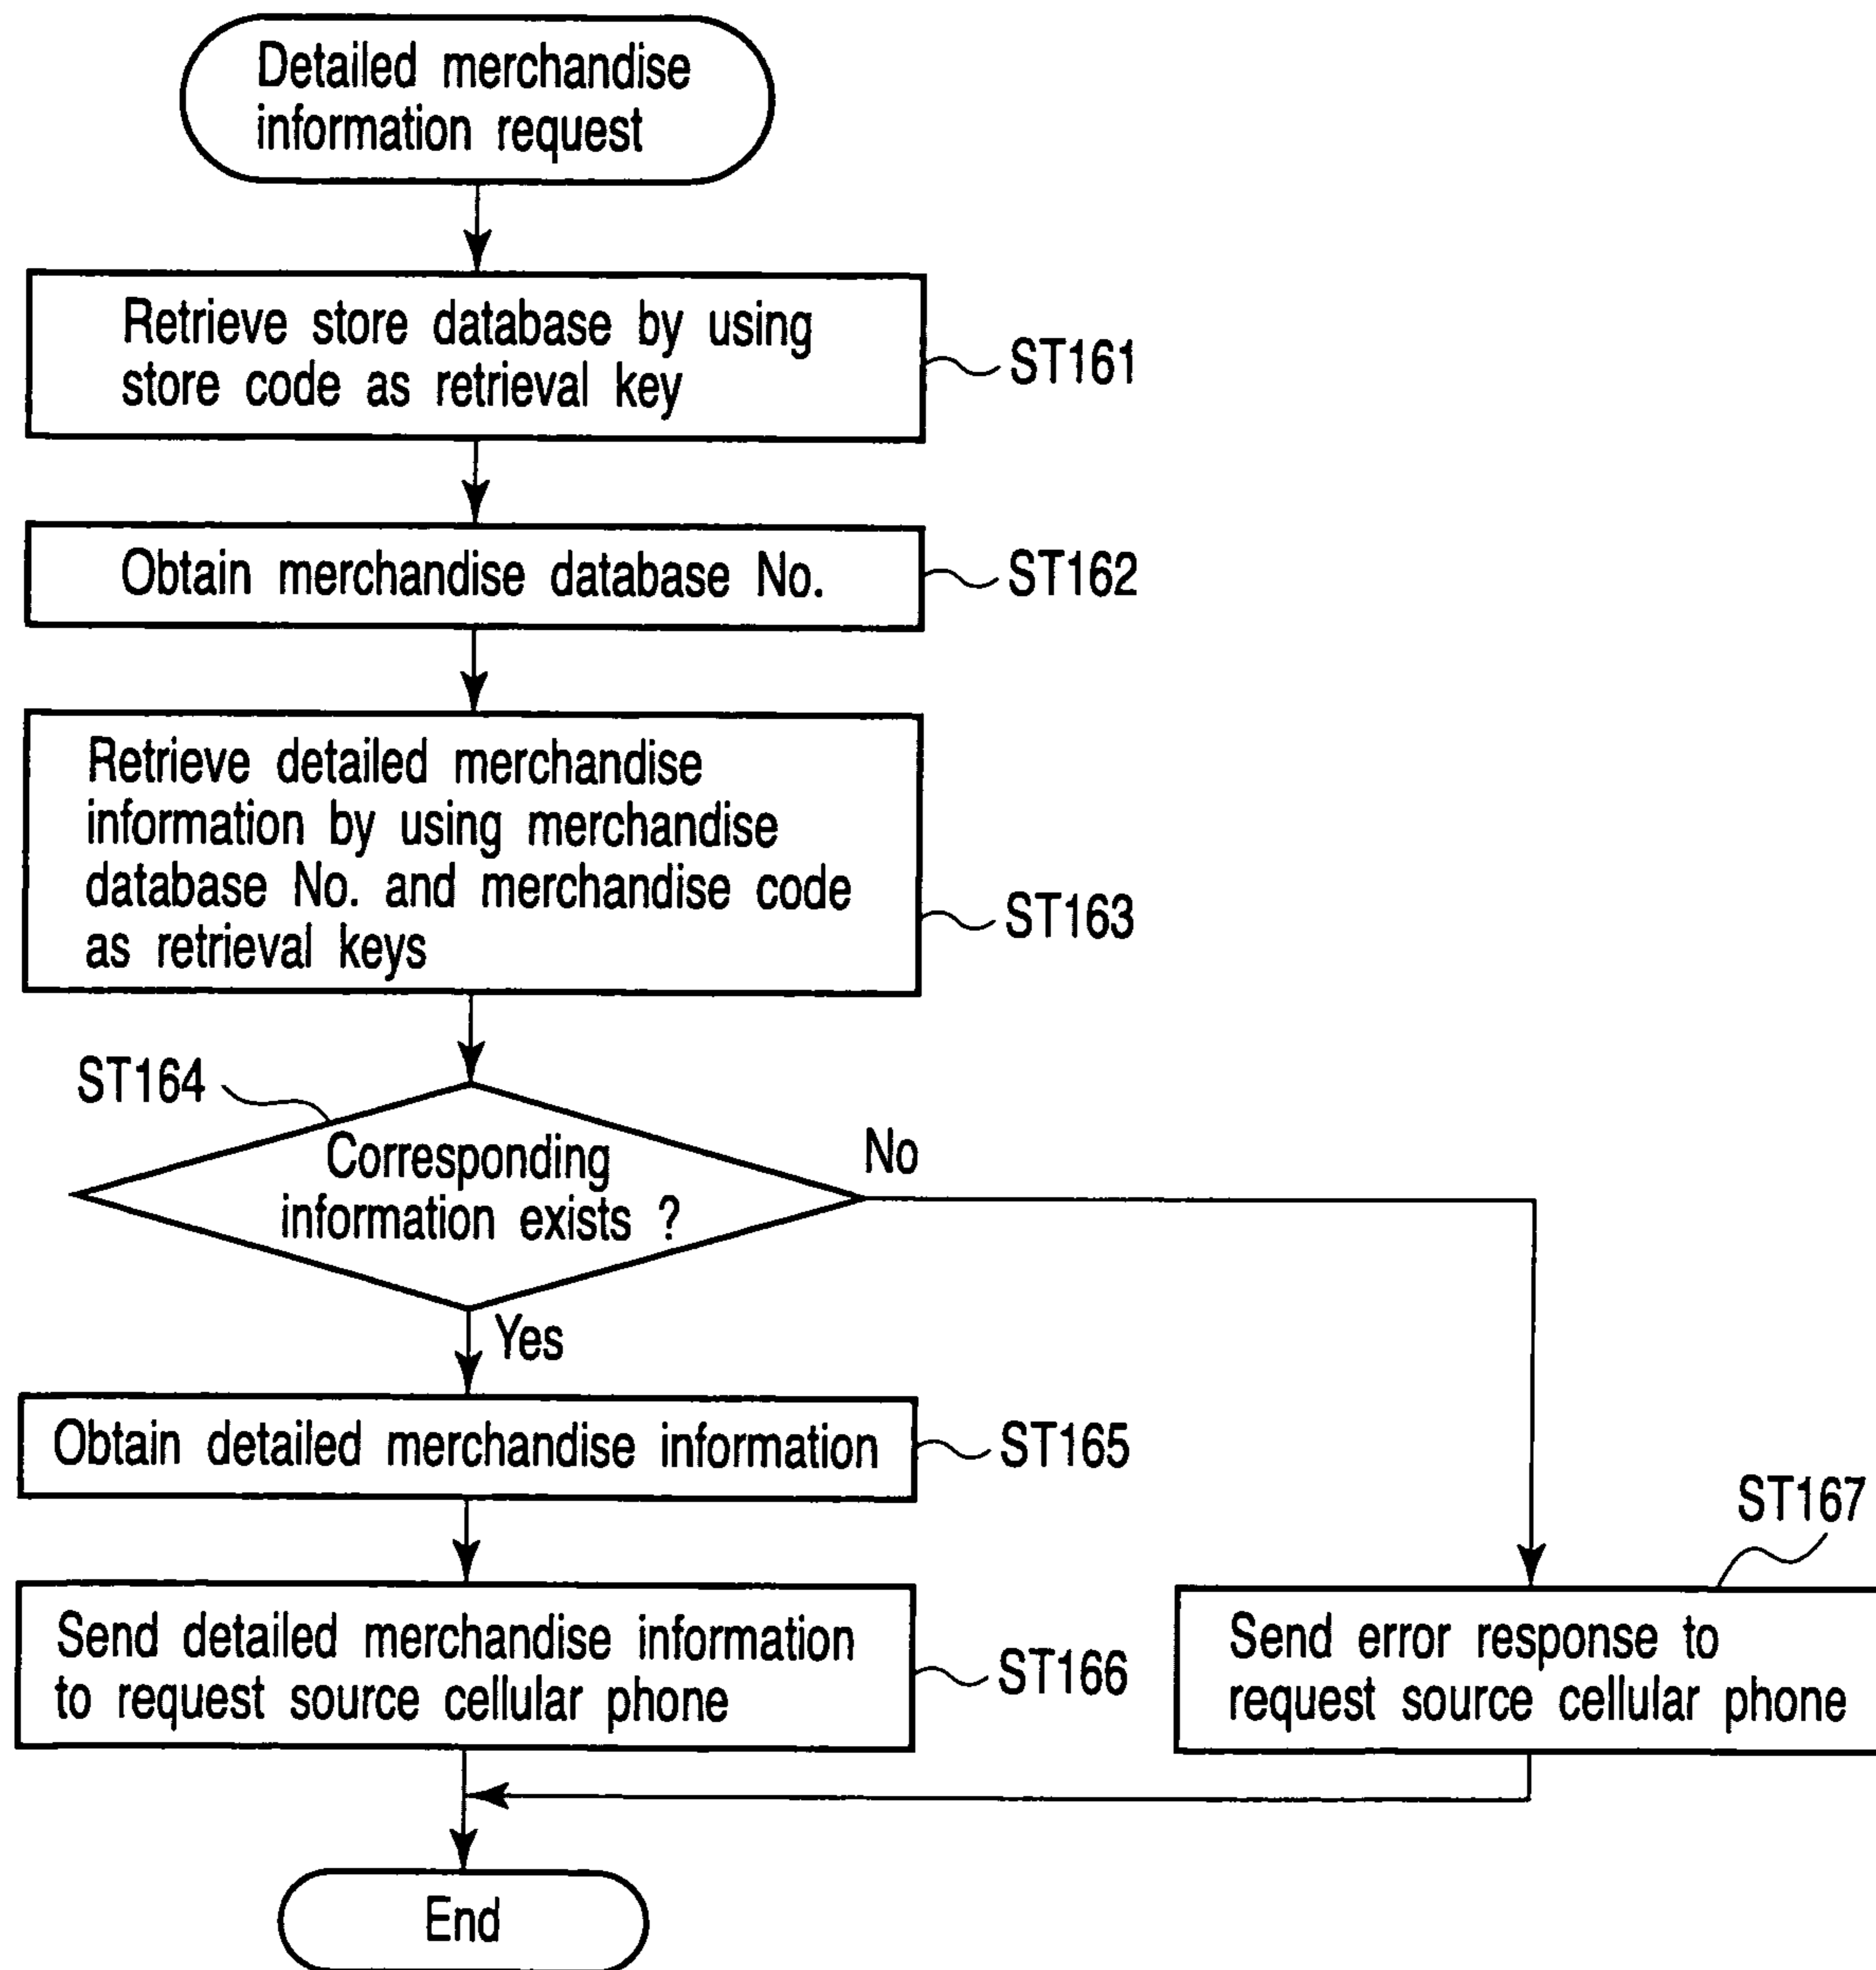 Detailed merchandise
information request
Retrieve store database by using
store code as retrieval key
ST161
Obtain merchandise database No.
ST162
Retrieve detailed merchandise
information by using merchandise
database No. and merchandise code
as retrieval keys
ST163
ST164
Corresponding
information exists ?
No
Yes
Obtain detailed merchandise information
ST165
Send detailed merchandise information
to request source cellular phone
ST166
ST167
Send error response to
request source cellular phone
End